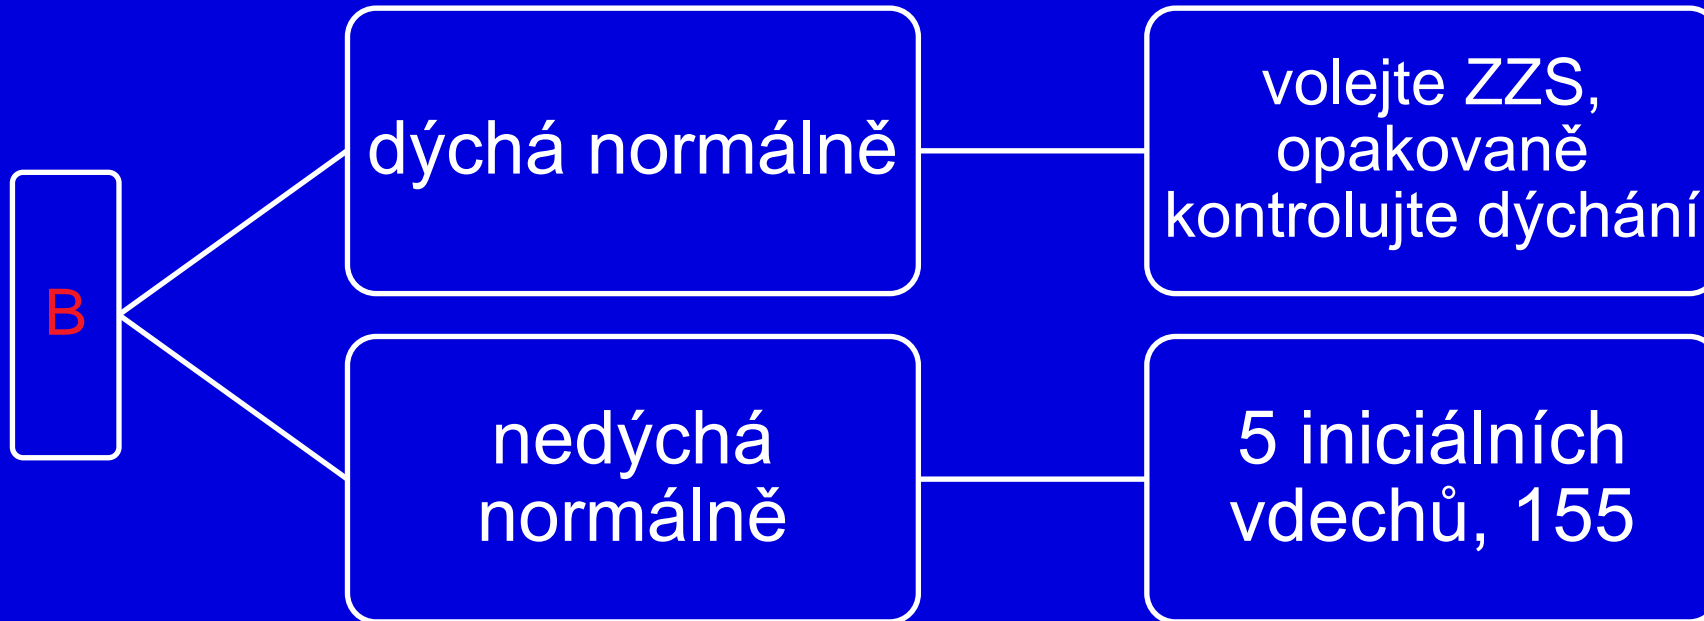 B
dýchá normálně
volejte ZZS,
opakovaně
kontrolujte dýchání
nedýchá
normálně
5 iniciálních
vdechů, 155